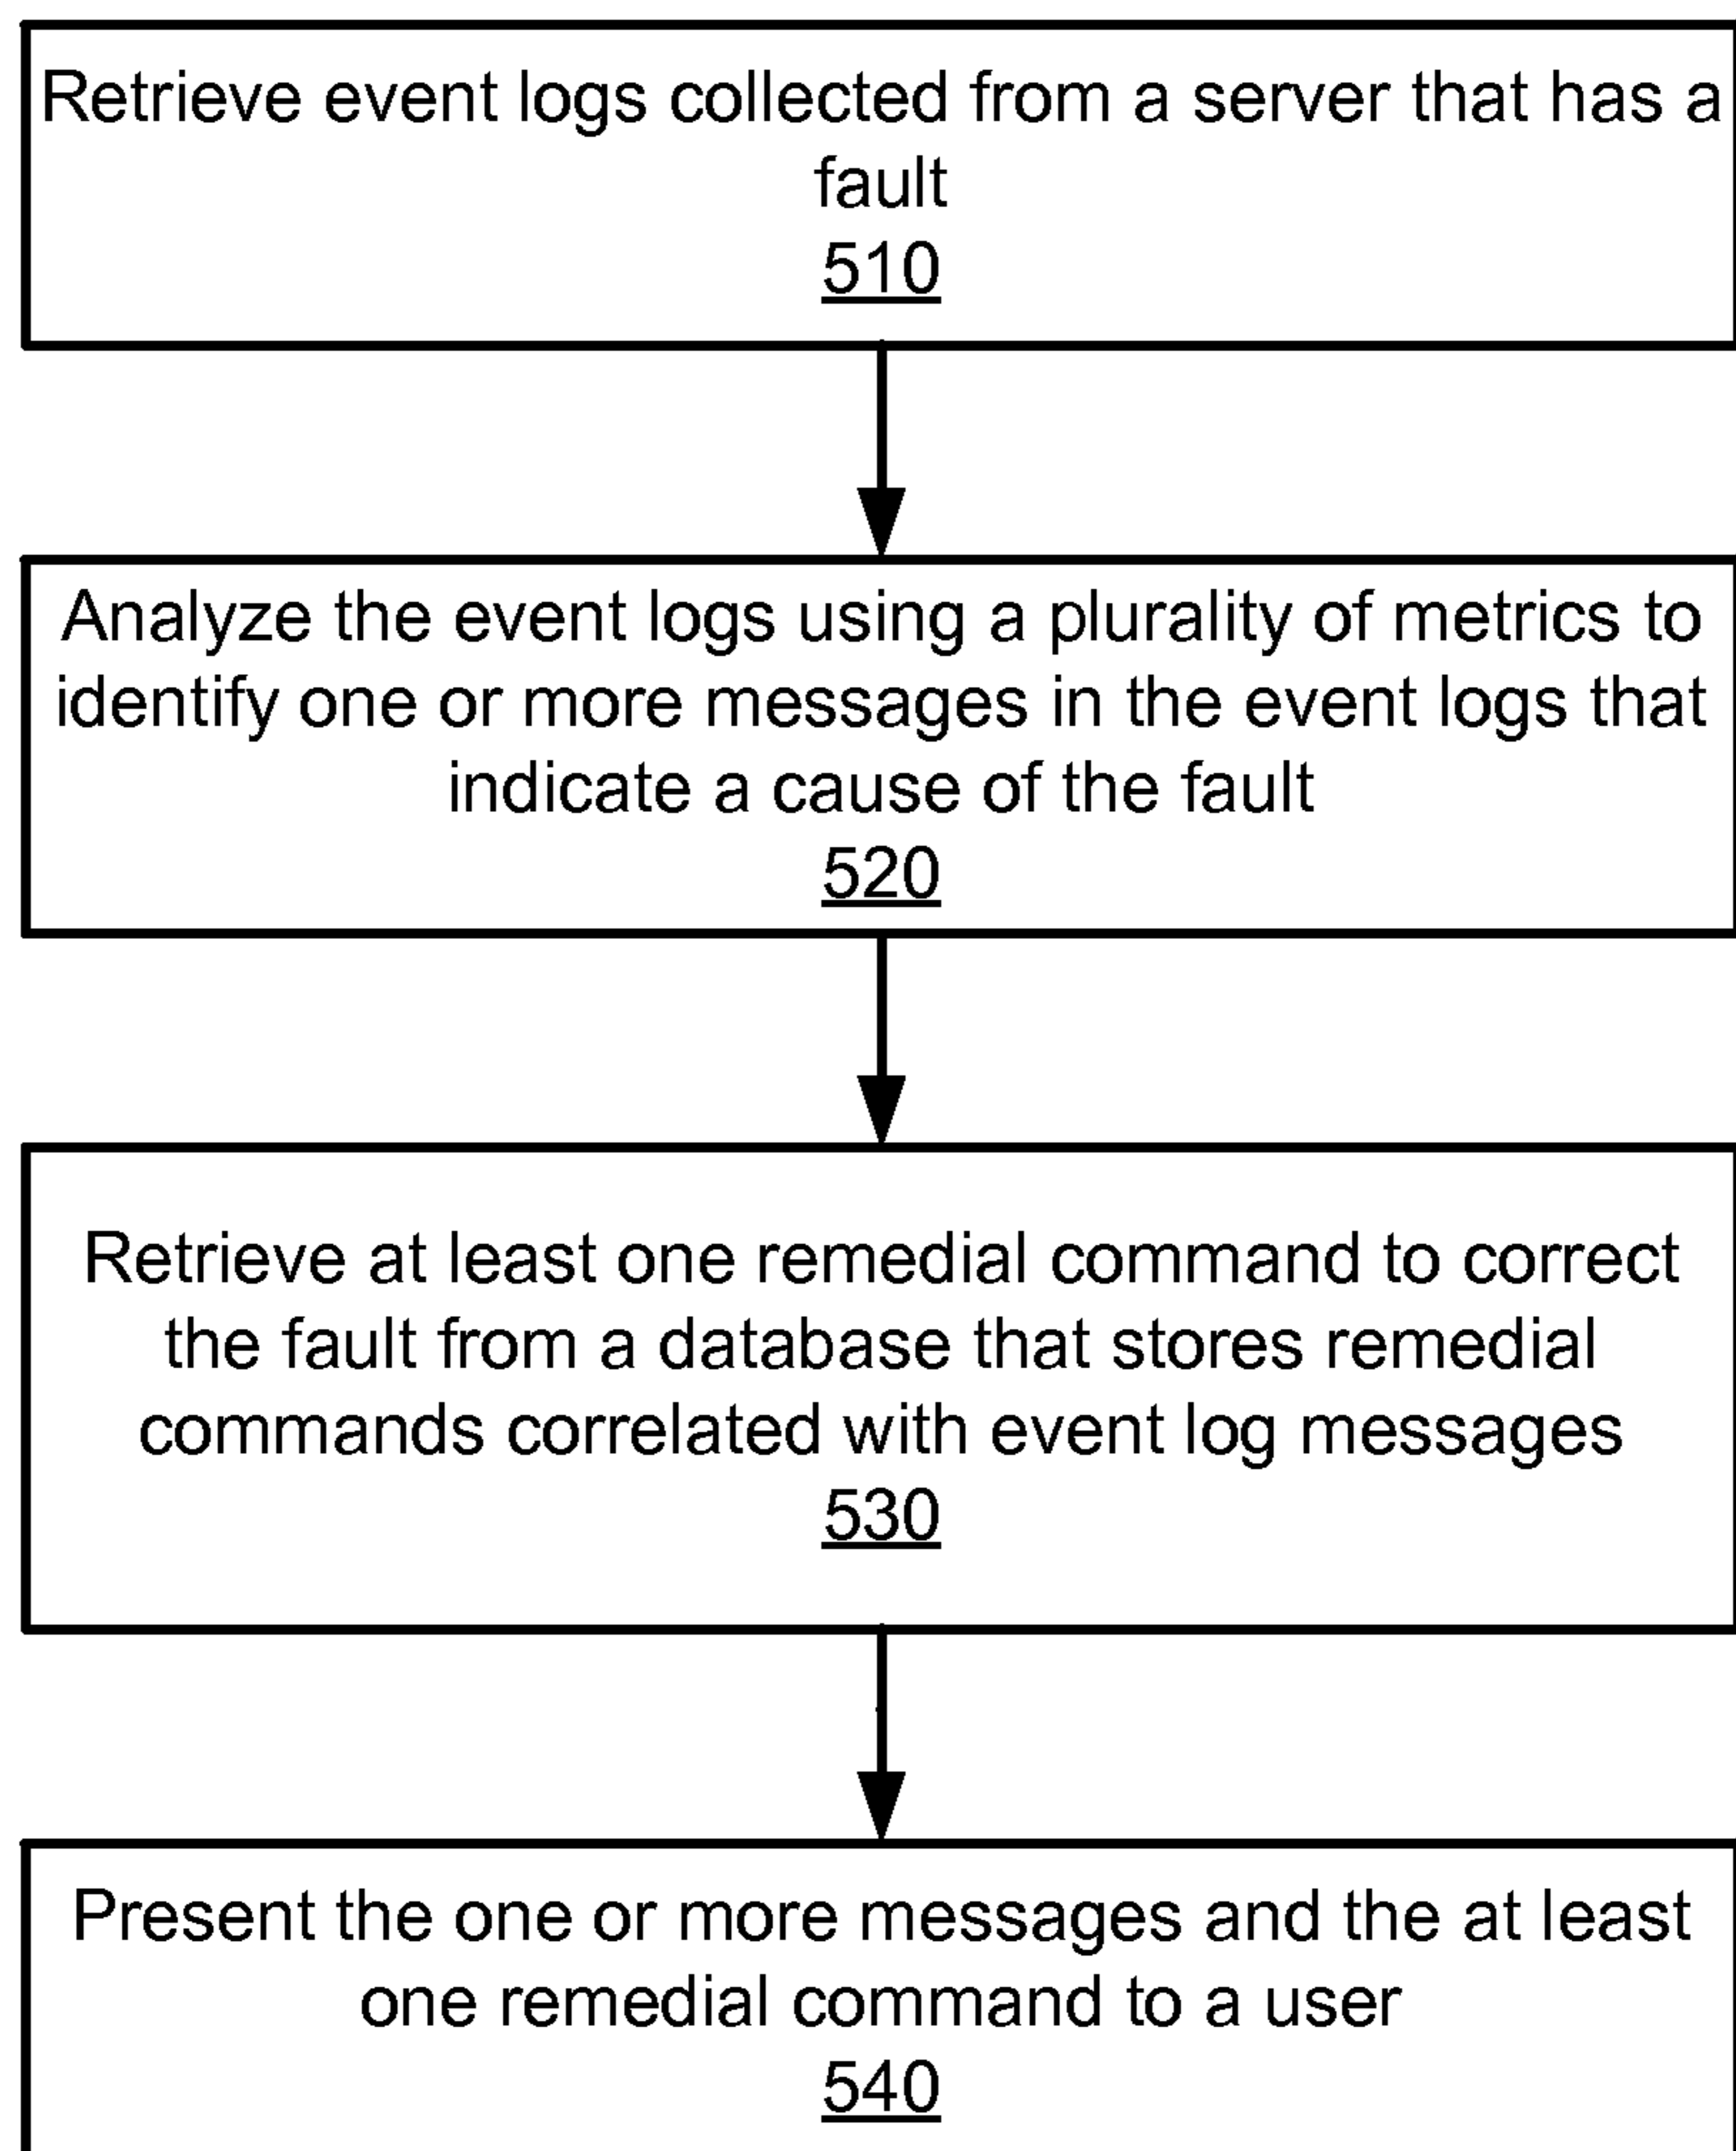 Retrieve event logs collected from a server that has a
fault
510
Analyze the event logs using a plurality of metrics to
identify one or more messages in the event logs that
indicate a cause of the fault
520
Retrieve at least one remedial command to correct
the fault from a database that stores remedial
commands correlated with event log messages
530
Present the one or more messages and the at least
one remedial command to a user
540